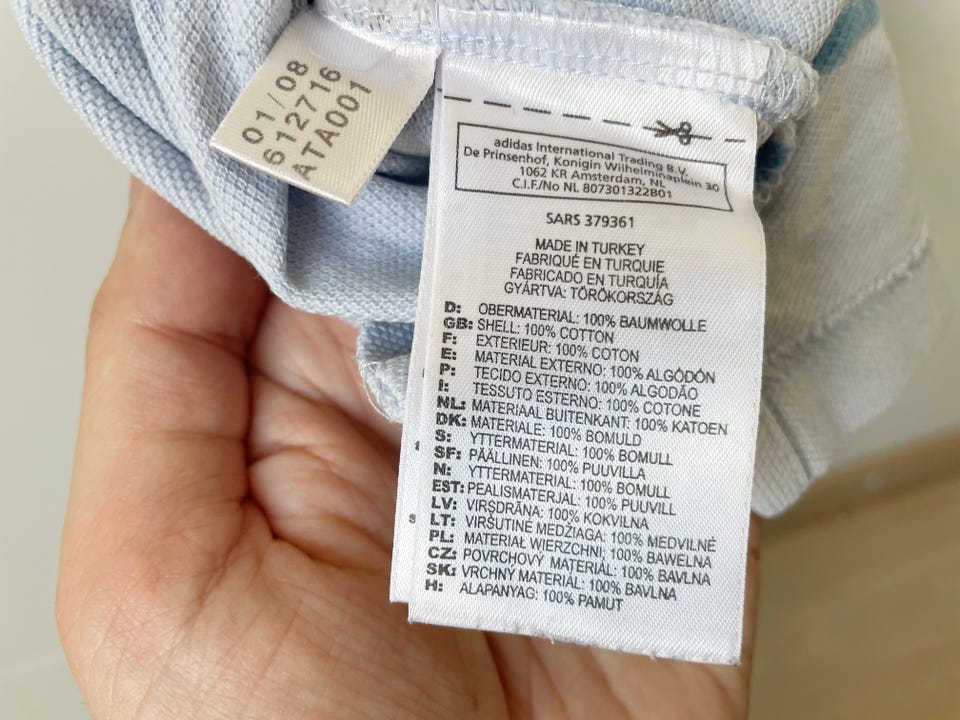 01/08
612716
ATA001
adidas International Trading B.V.
De Prinsenhof, Konigin Wilhelminaplein 30
1062 KR Amsterdam, NL
C.I.F./No NL 807301322B01
SARS 379361
MADE IN TURKEY
FABRIQUÉ EN TURQUIE
FABRICADO EN TURQUÍA
GYÁRTVA: TÖRÖKORSZÁG
D: OBERMATERIAL: 100% BAUMWOLLE
GB: SHELL: 100% COTTON
F: EXTERIEUR: 100% COTON
E: MATERIAL EXTERNO: 100% ALGÓDÓN
P: TECIDO EXTERNO: 100% ALGODÃO
I: TESSUTO ESTERNO: 100% COTONE
NL: MATERIAAL BUITENKANT: 100% KATOEN
DK: MATERIALE: 100% BOMULD
S: YTTERMATERIAL: 100% BOMULL
SF: PÄÄLLINEN: 100% PUUVILLA
N: YTTERMATERIAL: 100% BOMULL
EST: PEALISMATERJAL: 100% PUUVILL
LV: VIRSDRĀNA: 100% KOKVILNA
LT: VIRŠUTINĖ MEDŽIAGA: 100% MEDVILNĖ
PL: MATERIAŁ WIERZCHNI: 100% BAWEŁNA
CZ: POVRCHOVÝ MATERIÁL: 100% BAVLNA
SK: VRCHNÝ MATERIÁL: 100% BAVLNA
H: ALAPANYAG: 100% PAMUT